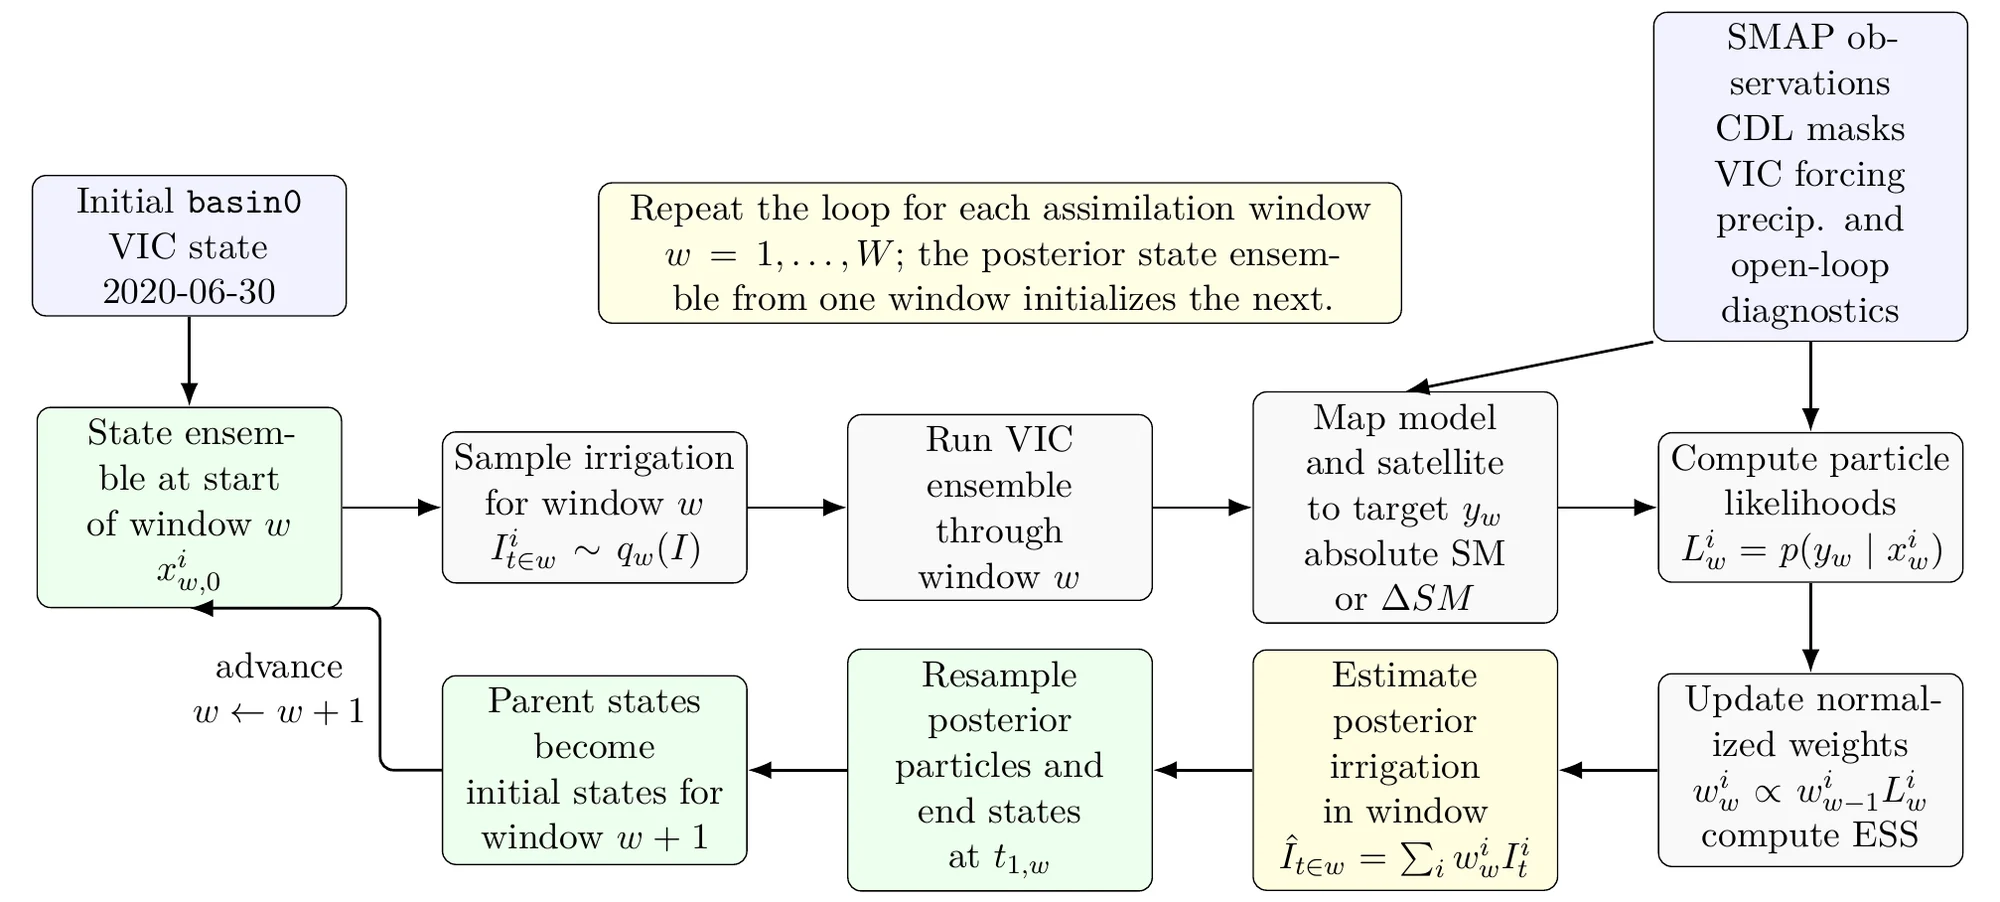 Initial basin0
VIC state
2020-06-30
Repeat the loop for each assimilation window
w = 1, . . . , W; the posterior state ensem-
ble from one window initializes the next.
SMAP ob-
servations
CDL masks
VIC forcing
precip. and
open-loop
diagnostics
State ensem-
ble at start
of window w
x^i_{w,0}
Sample irrigation
for window w
I^i_{t∈w} ∼ q_w(I)
Run VIC
ensemble
through
window w
Map model
and satellite
to target y_w
absolute SM
or ΔSM
Compute particle
likelihoods
L^i_w = p(y_w | x^i_w)
Update normal-
ized weights
w^i_w ∝ w^i_{w−1} L^i_w
compute ESS
Estimate
posterior
irrigation
in window
Î_{t∈w} = ∑_i w^i_w I^i_t
Resample
posterior
particles and
end states
at t_{1,w}
Parent states
become
initial states for
window w + 1
advance
w ← w + 1